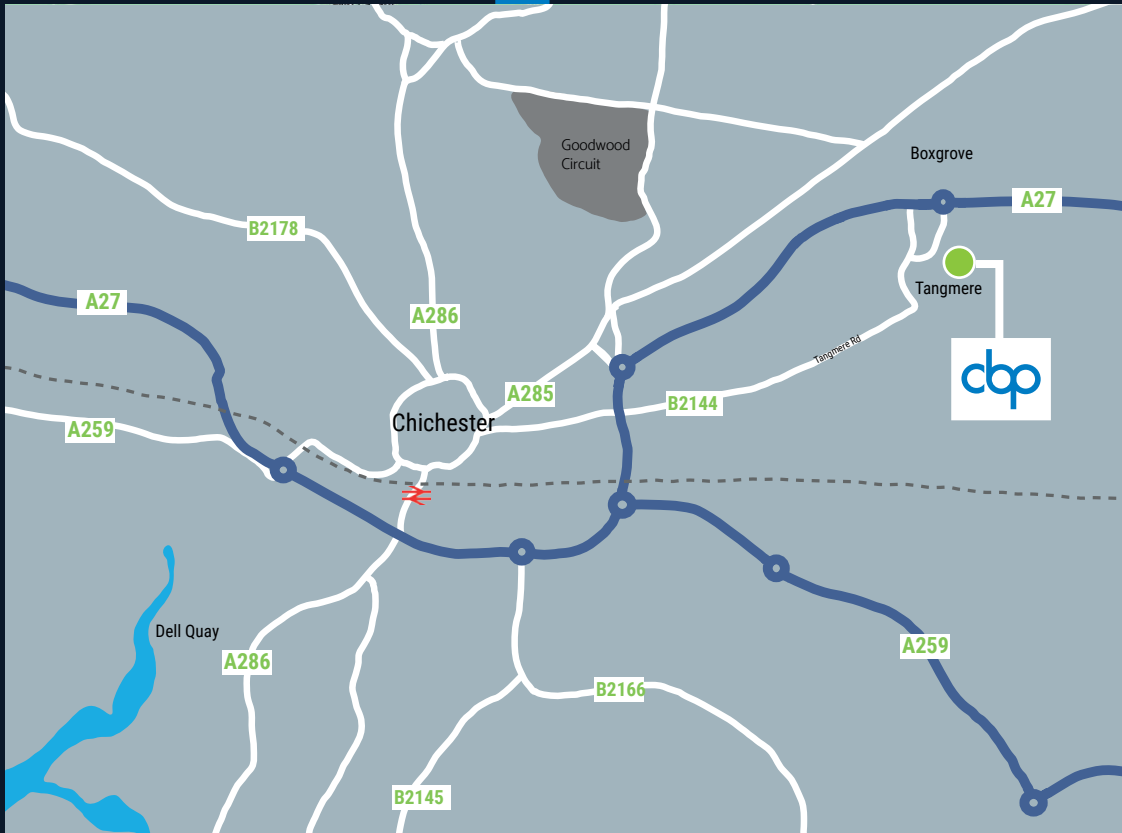 Goodwood
Circuit
Boxgrove
A27
B2178
Tangmere
A27
A286
Tangmere Rd
cbp
A285
B2144
Chichester
A259
Dell Quay
A286
A259
B2166
B2145